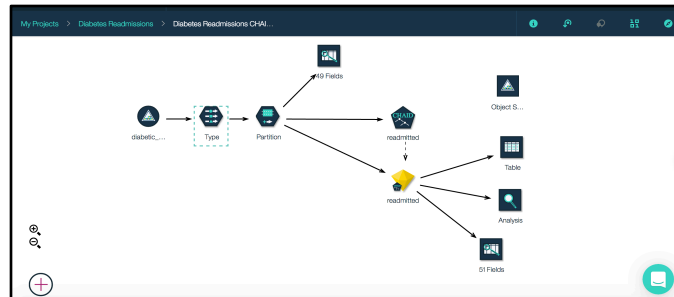 My Projects > Diabetes Readmissions > Diabetes Readmissions CHAI...
49 Fields
Object S...
diabetic_...
Type
Partition
CHAID
readmitted
Table
readmitted
Analysis
51 Fields